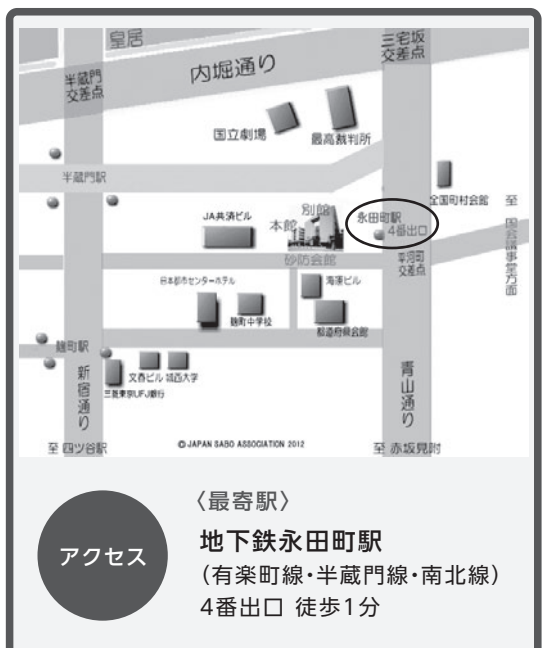 皇居
内堀通り
三宅坂
交差点
半蔵門
交差点
国立劇場
最高裁判所
半蔵門駅
全国町村会館
至 国会議事堂方面
JA共済ビル
本館
別館
永田町駅
4番出口
砂防会館
平河町
交差点
日本都市センターホテル
海運ビル
麹町中学校
都道府県会館
麹町駅
新宿通り
文春ビル
城西大学
三菱東京UFJ銀行
青山通り
至 四ツ谷駅
© JAPAN SABO ASSOCIATION 2012
至 赤坂見附
アクセス
〈最寄駅〉
地下鉄永田町駅
(有楽町線・半蔵門線・南北線)
4番出口 徒歩1分